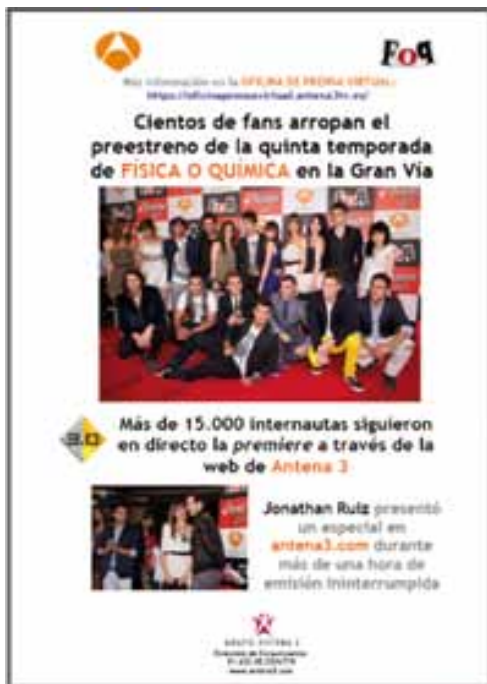 FoQ
Más información en la OFICINA DE PRENSA VIRTUAL:
Cientos de fans arropan el
preestreno de la quinta temporada
de FÍSICA O QUÍMICA en la Gran Vía
3.0
Más de 15.000 internautas siguieron
en directo la premiere a través de la
web de Antena 3
Jonathan Ruiz presentó
un especial en
antena3.com durante
más de una hora de
emisión ininterrumpida
GRUPO ANTENA 3